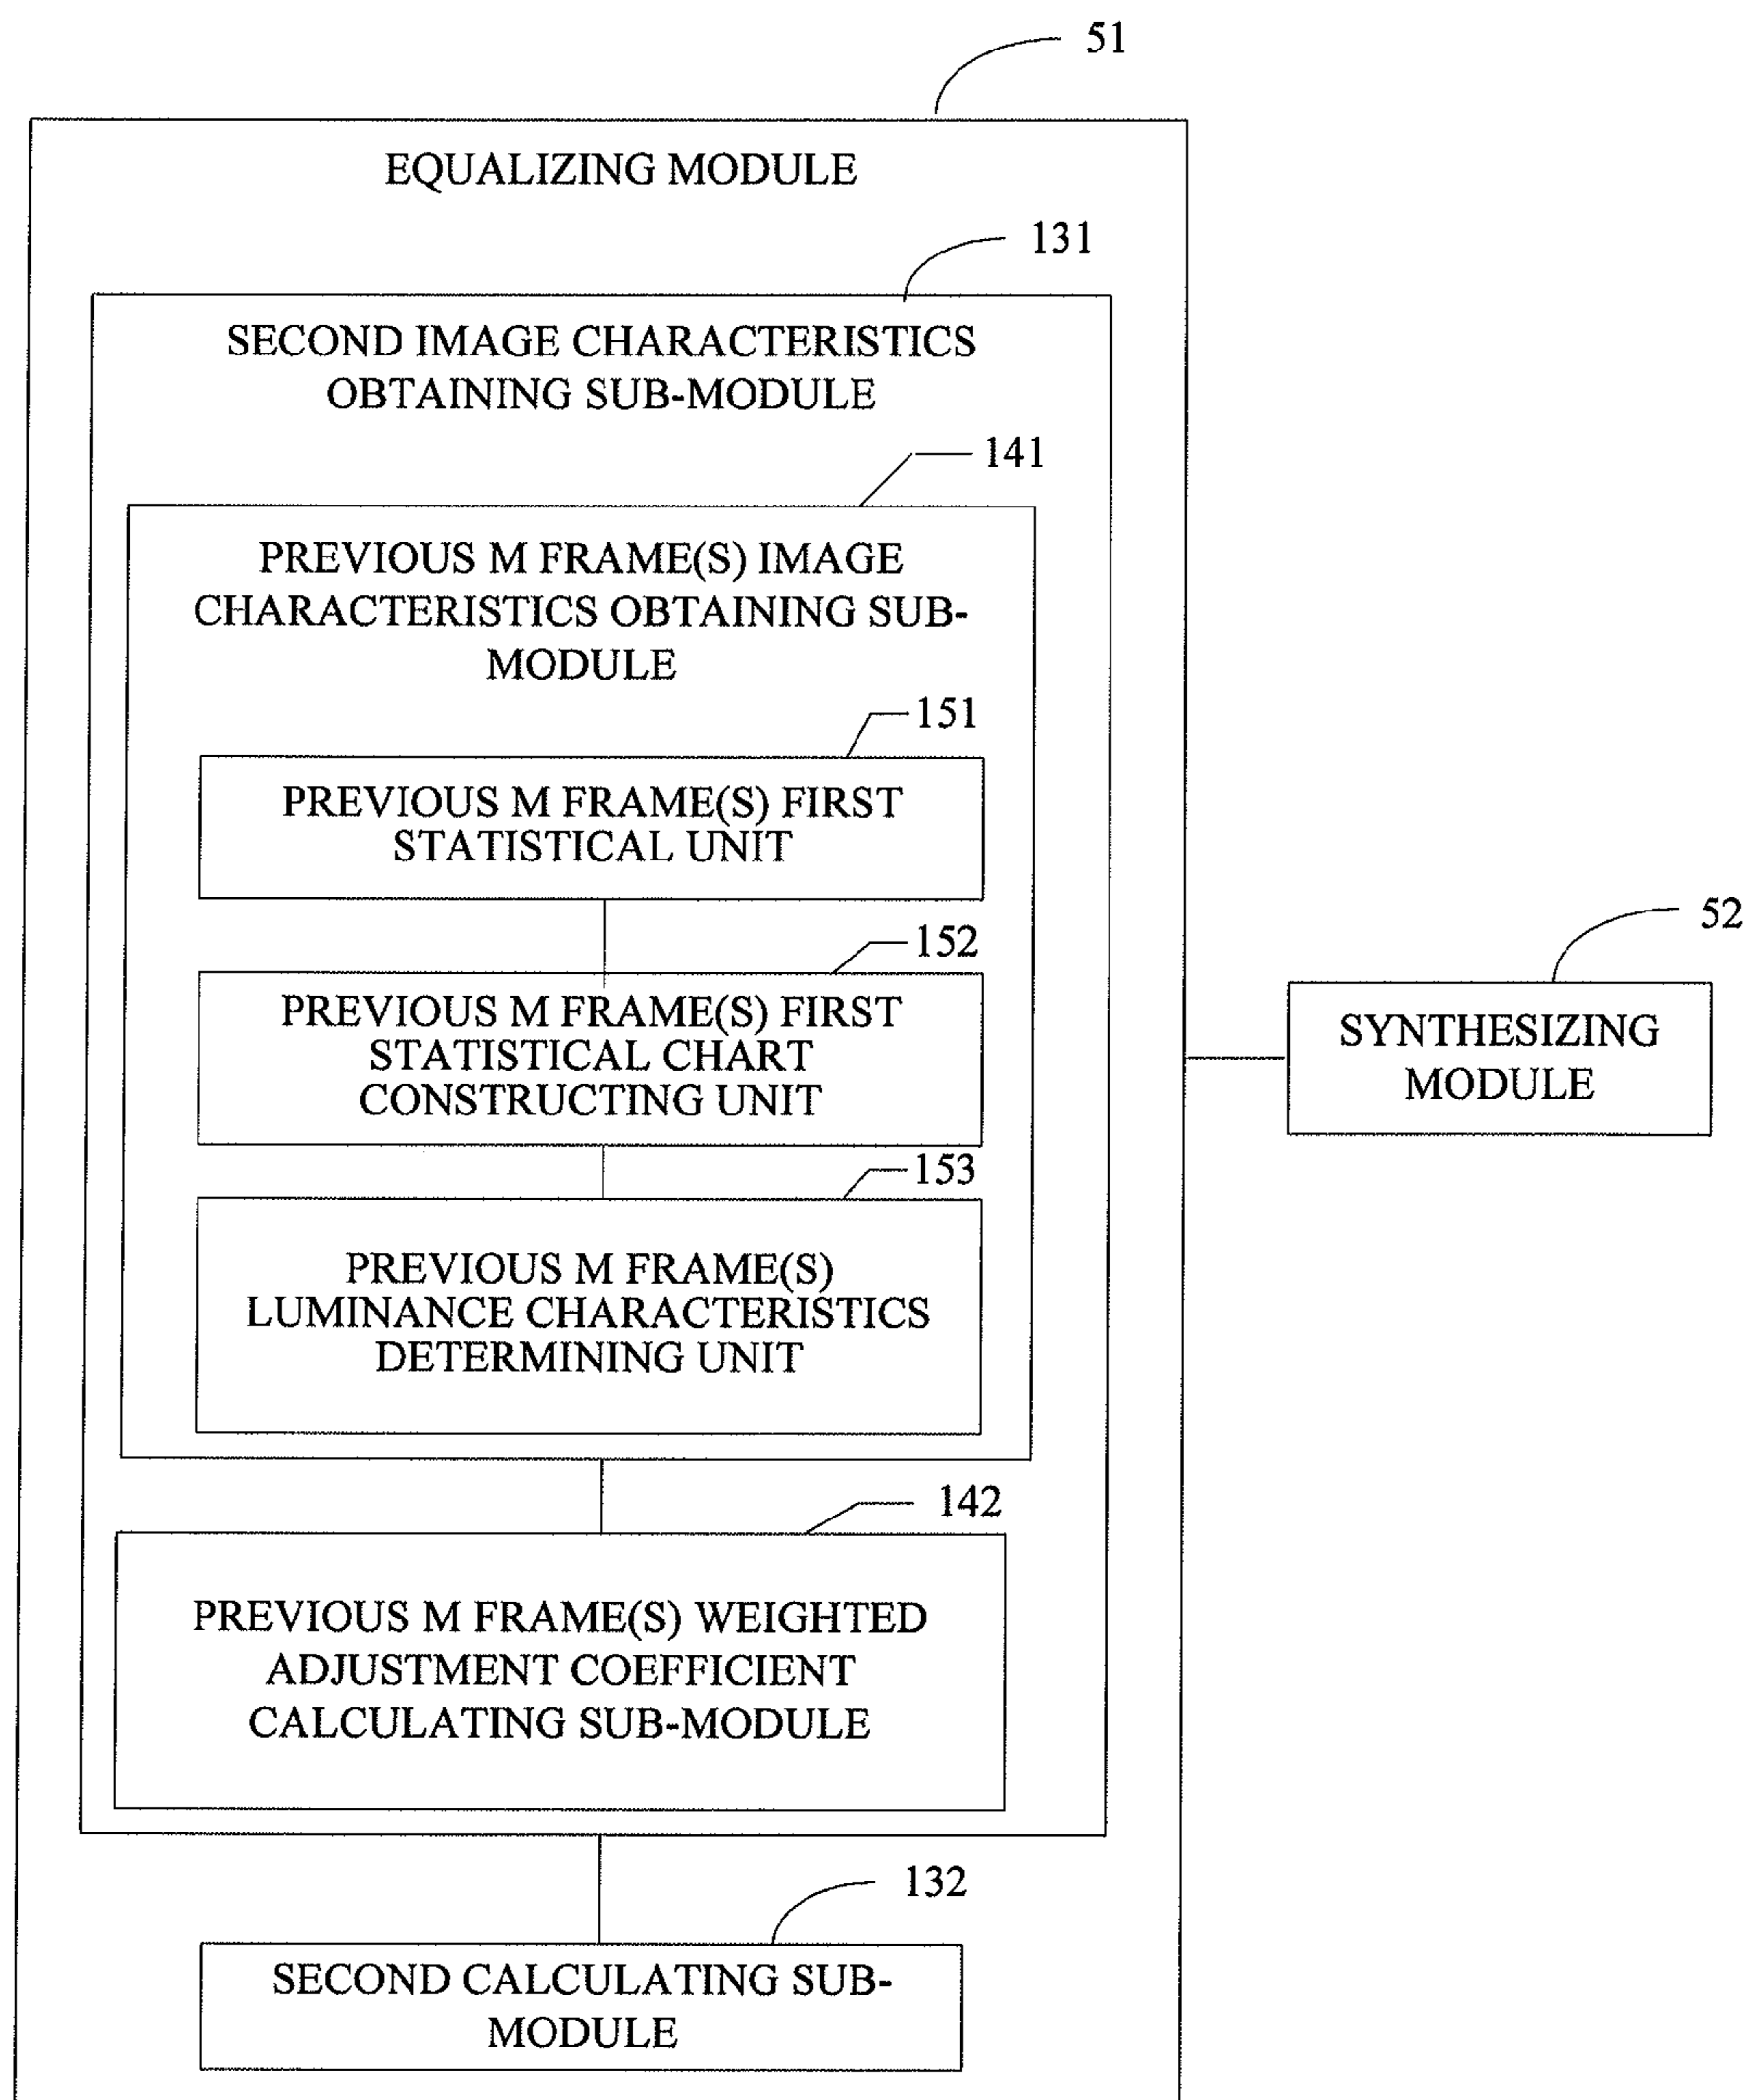 51
EQUALIZING MODULE
131
SECOND IMAGE CHARACTERISTICS
OBTAINING SUB-MODULE
141
PREVIOUS M FRAME(S) IMAGE
CHARACTERISTICS OBTAINING SUB-
MODULE
151
PREVIOUS M FRAME(S) FIRST
STATISTICAL UNIT
152
PREVIOUS M FRAME(S) FIRST
STATISTICAL CHART
CONSTRUCTING UNIT
153
PREVIOUS M FRAME(S)
LUMINANCE CHARACTERISTICS
DETERMINING UNIT
142
PREVIOUS M FRAME(S) WEIGHTED
ADJUSTMENT COEFFICIENT
CALCULATING SUB-MODULE
132
SECOND CALCULATING SUB-
MODULE
52
SYNTHESIZING
MODULE